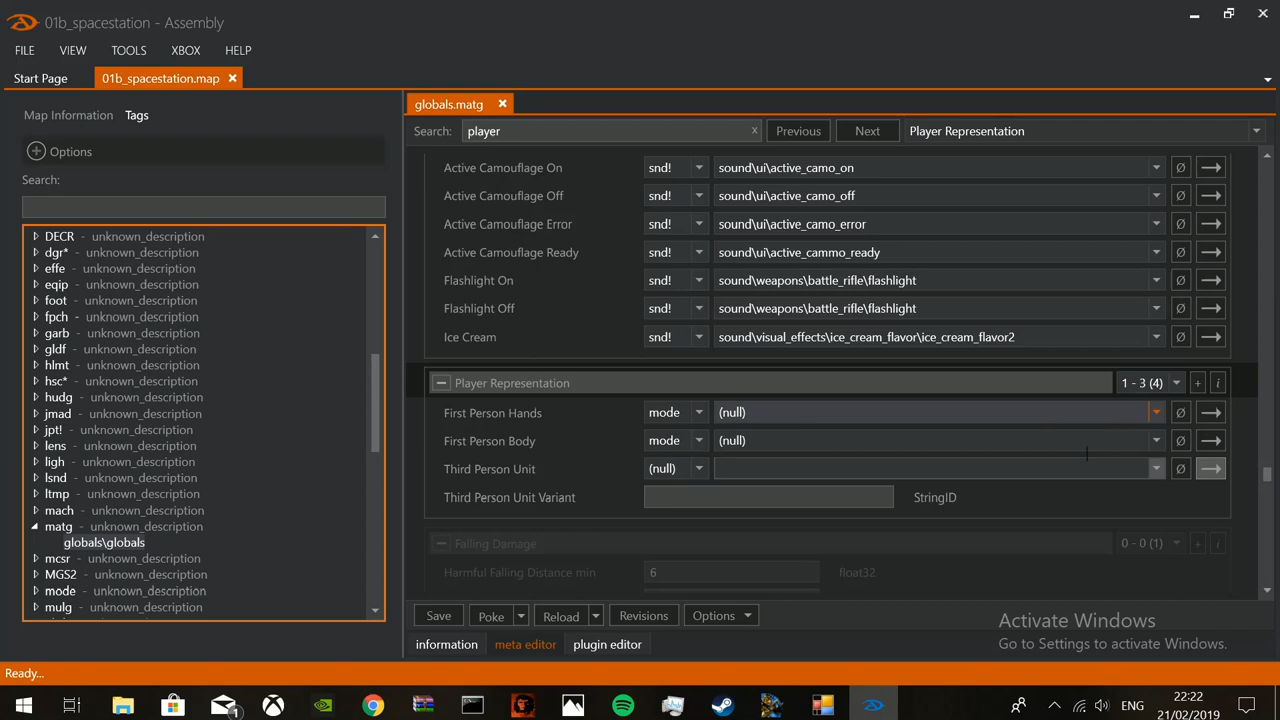 01b_spacestation - Assembly
FILE VIEW TOOLS XBOX HELP
Start Page 01b_spacestation.map
Map Information Tags
Options
Search:
DECR - unknown_description
dgr* - unknown_description
effe - unknown_description
eqip - unknown_description
foot - unknown_description
fpch - unknown_description
garb - unknown_description
gldf - unknown_description
hlmt - unknown_description
hsc* - unknown_description
hudg - unknown_description
jmad - unknown_description
jpt! - unknown_description
lens - unknown_description
ligh - unknown_description
lsnd - unknown_description
ltmp - unknown_description
mach - unknown_description
matg - unknown_description
globals\globals
mcsr - unknown_description
MGS2 - unknown_description
mode - unknown_description
mulg - unknown_description
globals.matg
Search: player x Previous Next Player Representation
Active Camouflage On snd! sound\ui\active_camo_on
Active Camouflage Off snd! sound\ui\active_camo_off
Active Camouflage Error snd! sound\ui\active_camo_error
Active Camouflage Ready snd! sound\ui\active_cammo_ready
Flashlight On snd! sound\weapons\battle_rifle\flashlight
Flashlight Off snd! sound\weapons\battle_rifle\flashlight
Ice Cream snd! sound\visual_effects\ice_cream_flavor\ice_cream_flavor2
Player Representation 1 - 3 (4) + i
First Person Hands mode (null)
First Person Body mode (null)
Third Person Unit (null)
Third Person Unit Variant StringID
Falling Damage 0 - 0 (1) + i
Harmful Falling Distance min 6 float32
Save Poke Reload Revisions Options
information meta editor plugin editor
Activate Windows
Go to Settings to activate Windows.
Ready...
1
ENG
22:22
21/02/2019